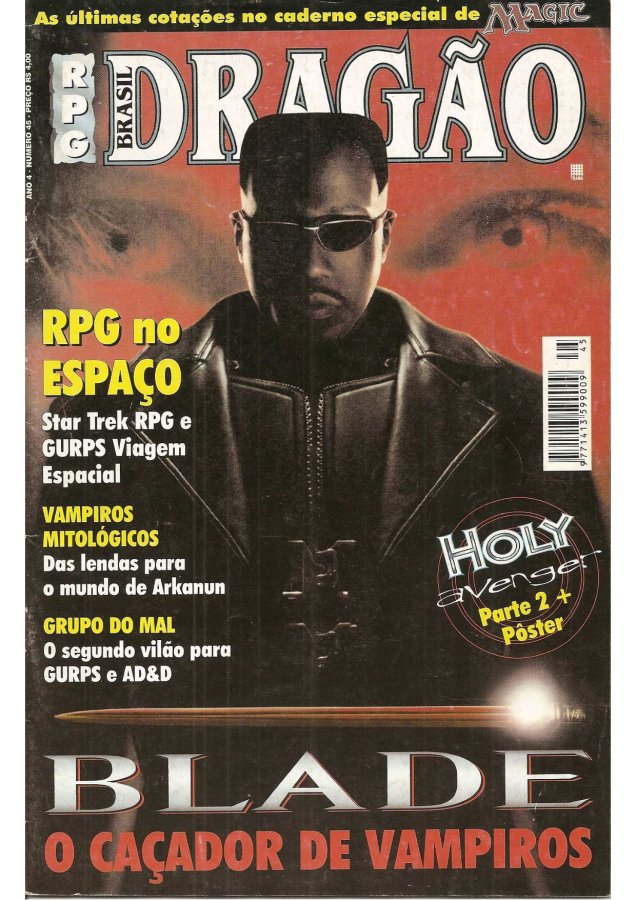 As últimas cotações no caderno especial de MAGIC
RPG
BRASIL
DRAGÃO
ANO 4 - NÚMERO 45 - PREÇO R$ 4,00
RPG no
ESPAÇO
Star Trek RPG e
GURPS Viagem
Espacial
VAMPIROS
MITOLÓGICOS
Das lendas para
o mundo de Arkanun
GRUPO DO MAL
O segundo vilão para
GURPS e AD&D
45
9771413599009
HOLY
avenger
Parte 2 +
Pôster
BLADE
O CAÇADOR DE VAMPIROS